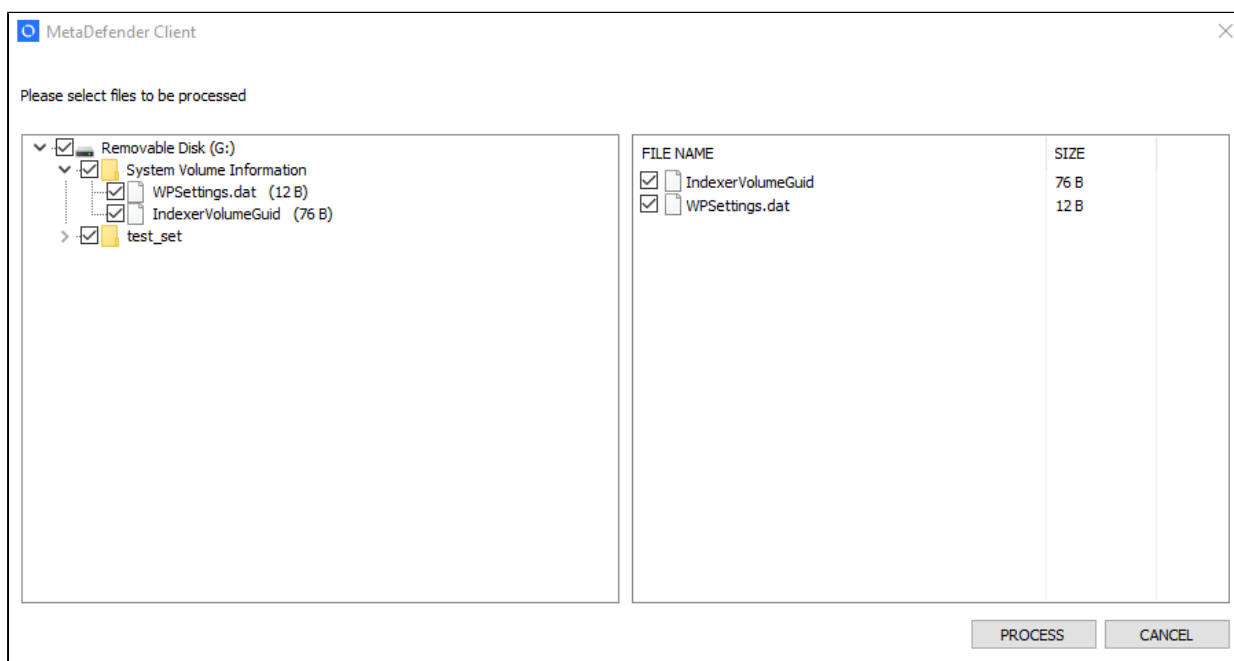 MetaDefender Client
Please select files to be processed
Removable Disk (G:)
System Volume Information
WPSettings.dat (12 B)
IndexerVolumeGuid (76 B)
test_set
FILE NAME SIZE
IndexerVolumeGuid 76 B
WPSettings.dat 12 B
PROCESS CANCEL